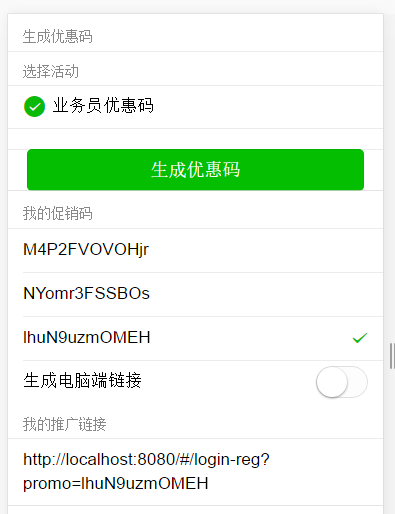 生成优惠码
选择活动
业务员优惠码
生成优惠码
我的促销码
M4P2FVOVOHjr
NYomr3FSSBOs
lhuN9uzmOMEH
生成电脑端链接
我的推广链接
http://localhost:8080/#/login-reg?
promo=lhuN9uzmOMEH